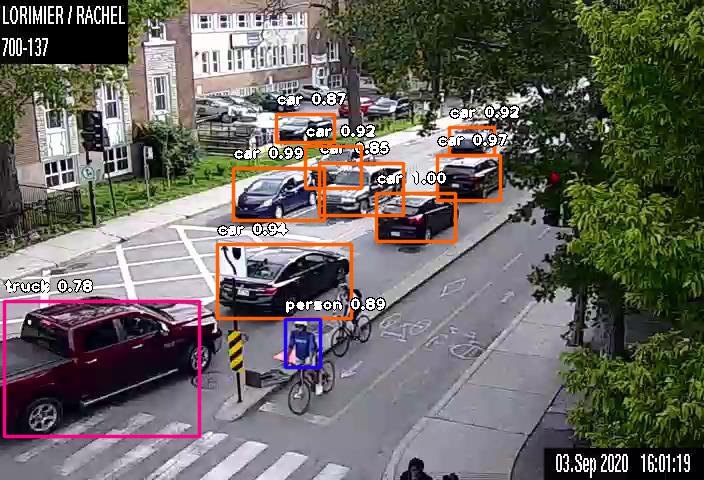 LORIMIER / RACHEL
700-137
car 0.87
car 0.92
car 0.92
car 0.97
car 0.99
car 0.85
car 1.00
car 0.94
truck 0.78
person 0.89
03.Sep 2020 16:01:19